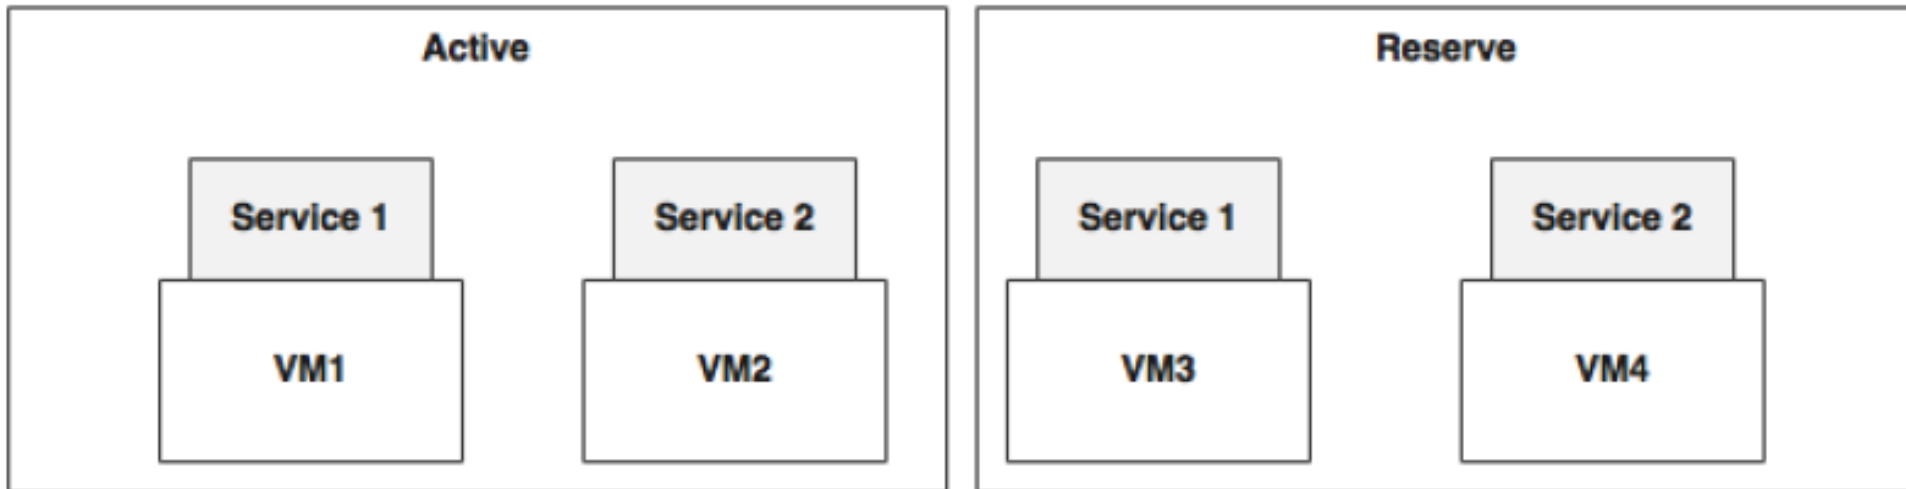 Active
Service 1
Service 2
VM1
VM2
Reserve
Service 1
Service 2
VM3
VM4